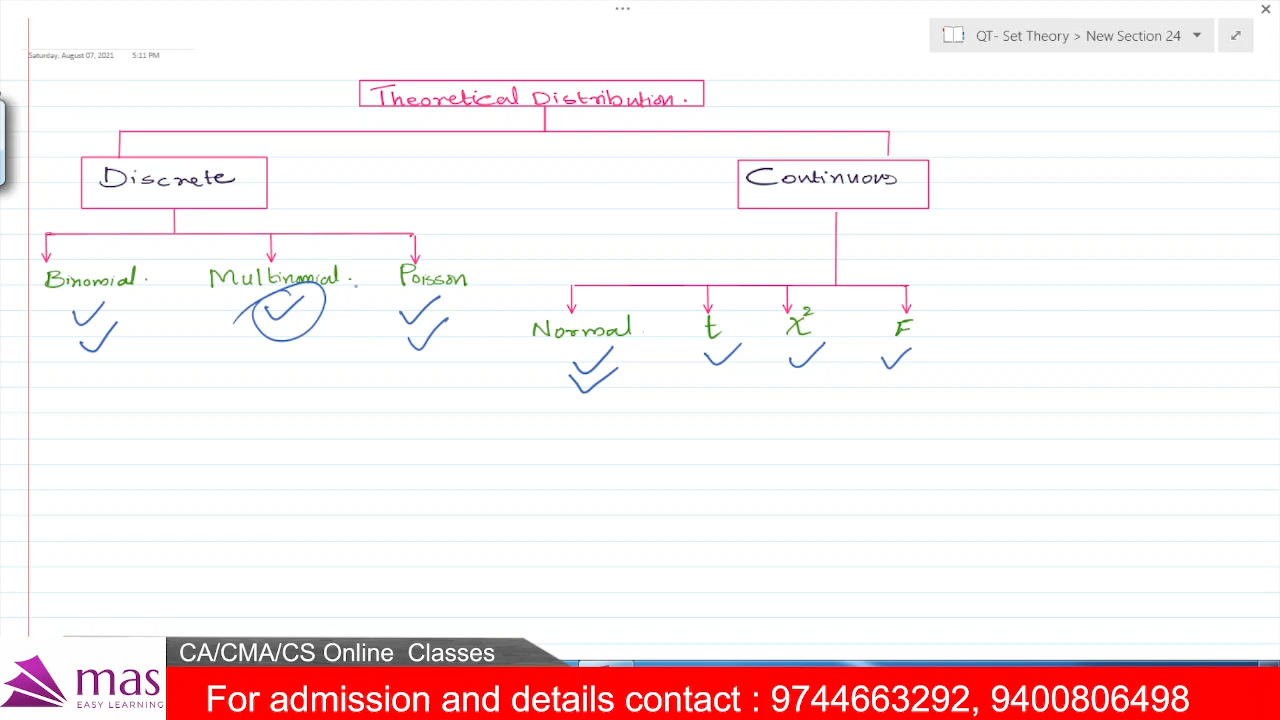 QT- Set Theory > New Section 24
Saturday, August 07, 2021 5:11 PM
Theoretical Distribution.
Discrete
Continuous
Binomial.
Multinomial.
Poisson
Normal.
t
χ²
F
CA/CMA/CS Online Classes
mas
EASY LEARNING
For admission and details contact : 9744663292, 9400806498